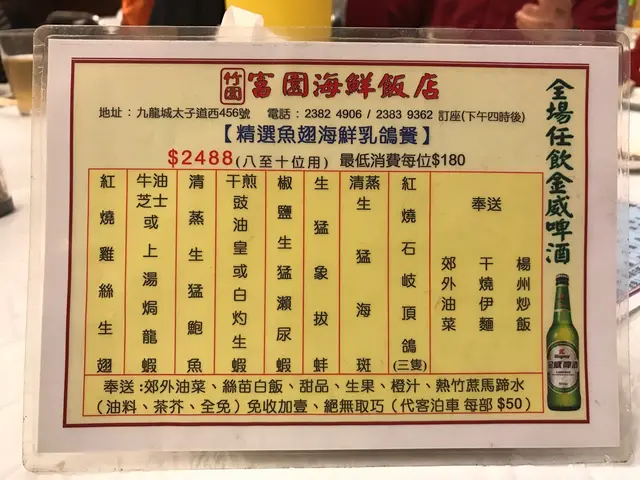 竹園 富園海鮮飯店
地址：九龍城太子道西456號 電話：2382 4906 / 2383 9362 訂座(下午四時後)
【精選魚翅海鮮乳鴿餐】
$2488(八至十位用) 最低消費每位$180
紅燒雞絲生翅
牛油芝士或上湯焗龍蝦
清蒸生猛鮑魚
干煎豉油皇或白灼生蝦
椒鹽生猛瀨尿蝦
生猛象拔蚌
清蒸生猛海斑
紅燒石岐頂鴿(三隻)
奉送
郊外油菜
干燒伊麵
楊州炒飯
奉送:郊外油菜、絲苗白飯、甜品、生果、橙汁、熱竹蔗馬蹄水
(油料、茶芥、全免) 免收加壹、絕無取巧 (代客泊車 每部 $50)
全場任飲金威啤酒
金威啤酒